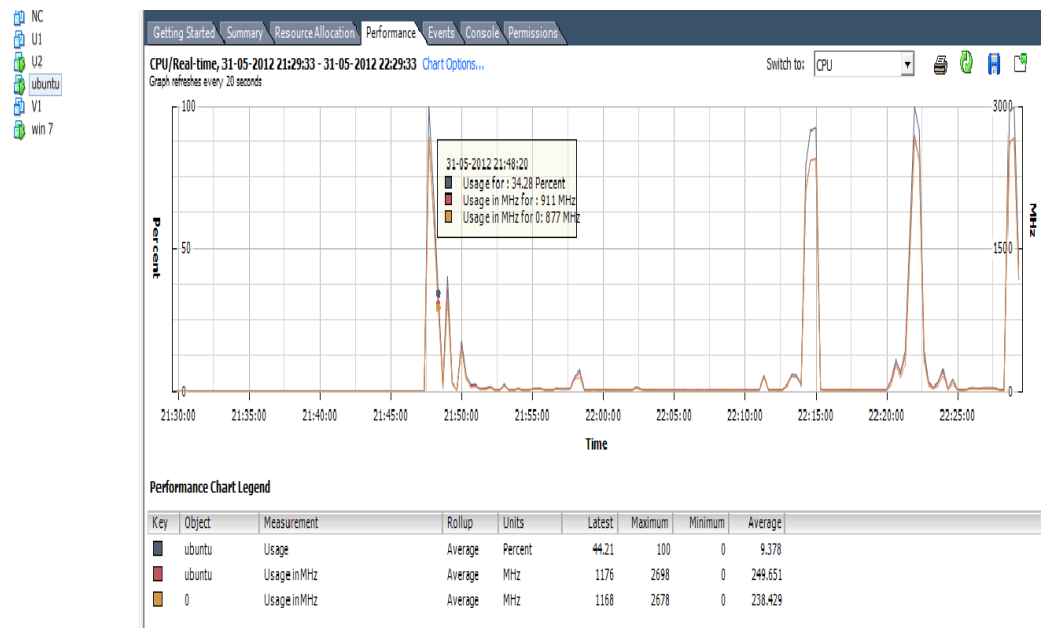 NC
U1
U2
ubuntu
V1
win 7
Getting Started Summary Resource Allocation Performance Events Console Permissions
CPU/Real-time, 31-05-2012 21:29:33 - 31-05-2012 22:29:33 Chart Options...
Graph refreshes every 20 seconds
Switch to: CPU
100 3000
31-05-2012 21:48:20
Usage for : 34.28 Percent
Usage in MHz for : 911 MHz
Usage in MHz for 0: 877 MHz
Percent
MHz
50 1500
0 0
21:30:00 21:35:00 21:40:00 21:45:00 21:50:00 21:55:00 22:00:00 22:05:00 22:10:00 22:15:00 22:20:00 22:25:00
Time
Performance Chart Legend
Key Object Measurement Rollup Units Latest Maximum Minimum Average
ubuntu Usage Average Percent 44.21 100 0 9.378
ubuntu Usage in MHz Average MHz 1176 2698 0 249.651
0 Usage in MHz Average MHz 1168 2678 0 238.429